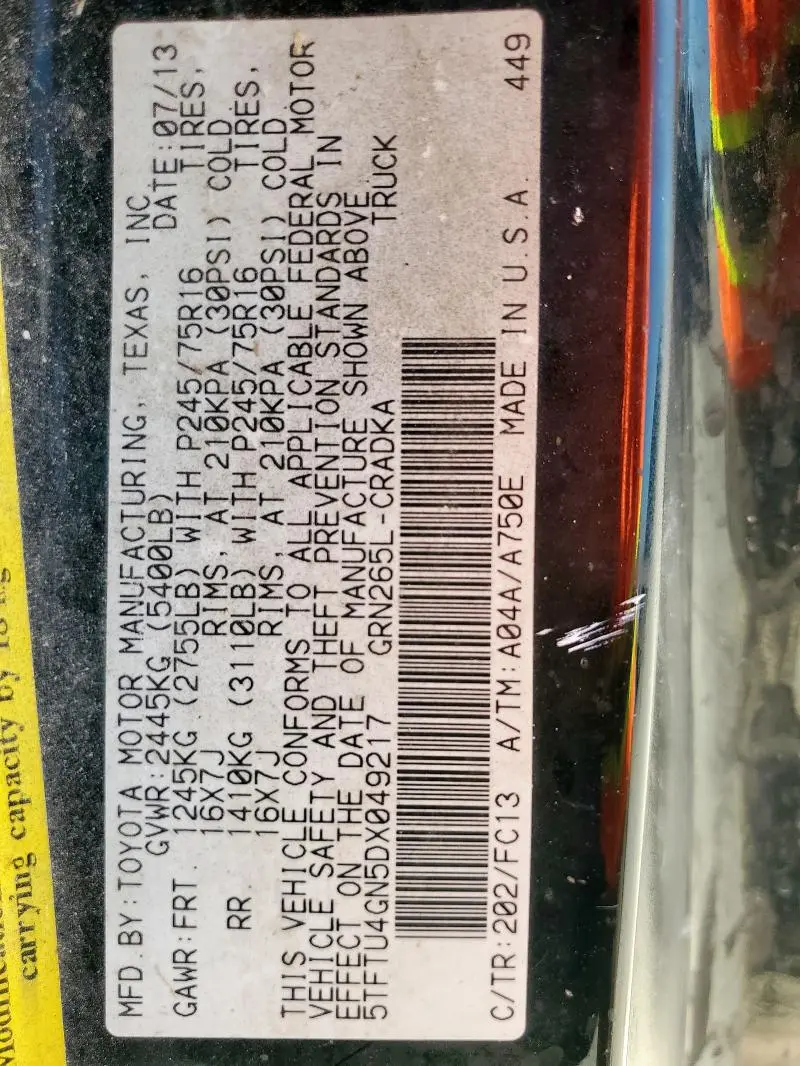 MFD.BY:TOYOTA MOTOR MANUFACTURING, TEXAS, INC
GVWR:2445KG (5400LB) DATE:07/13
GAWR:FRT. 1245KG (2755LB) WITH P245/75R16 TIRES,
16X7J RIMS, AT 210KPA (30PSI) COLD
RR. 1410KG (3110LB) WITH P245/75R16 TIRES,
16X7J RIMS, AT 210KPA (30PSI) COLD
THIS VEHICLE CONFORMS TO ALL APPLICABLE FEDERAL MOTOR
VEHICLE SAFETY AND THEFT PREVENTION STANDARDS IN
EFFECT ON THE DATE OF MANUFACTURE SHOWN ABOVE.
5TFTU4GN5DX049217 GRN265L-CRADKA TRUCK
C/TR:202/FC13 A/TM:A04A/A750E MADE IN U.S.A. 449
carrying capacity by 18